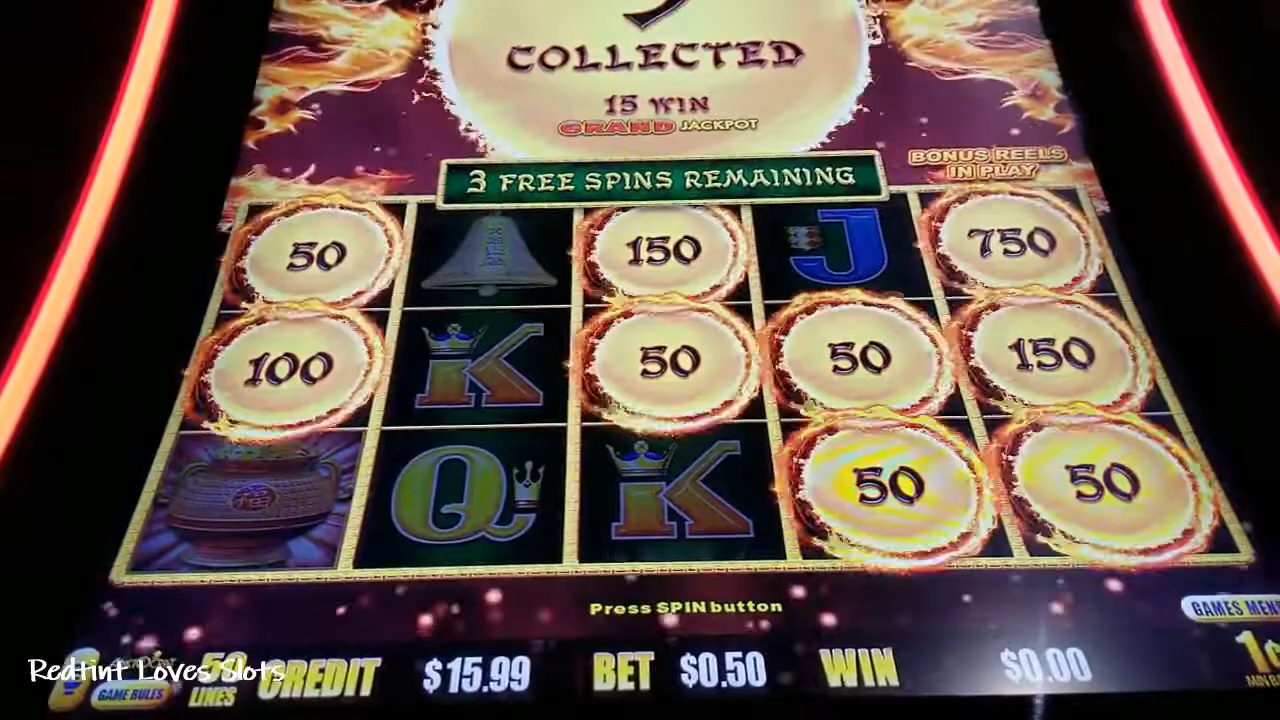 COLLECTED
15 WIN
GRAND JACKPOT
3 FREE SPINS REMAINING
BONUS REELS
IN PLAY
50 150 J 750
100 K 50 50 150
Q K 50 50
Press SPIN button
GAMES MENU
Redtint Loves Slots
GAME RULES
50
LINES
CREDIT $15.99 BET $0.50 WIN $0.00
1¢